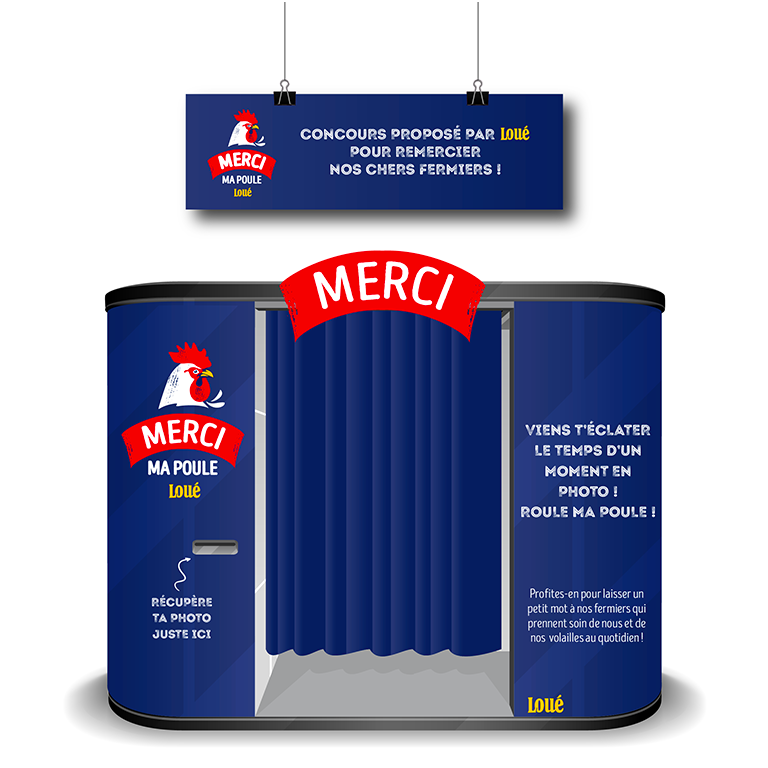 MERCI
MA POULE
Loué
CONCOURS PROPOSÉ PAR Loué
POUR REMERCIER
NOS CHERS FERMIERS !
MERCI
MERCI
MA POULE
Loué
RÉCUPÈRE
TA PHOTO
JUSTE ICI
VIENS T'ÉCLATER
LE TEMPS D'UN
MOMENT EN
PHOTO !
ROULE MA POULE !
Profites-en pour laisser un
petit mot à nos fermiers qui
prennent soin de nous et de
nos volailles au quotidien !
Loué